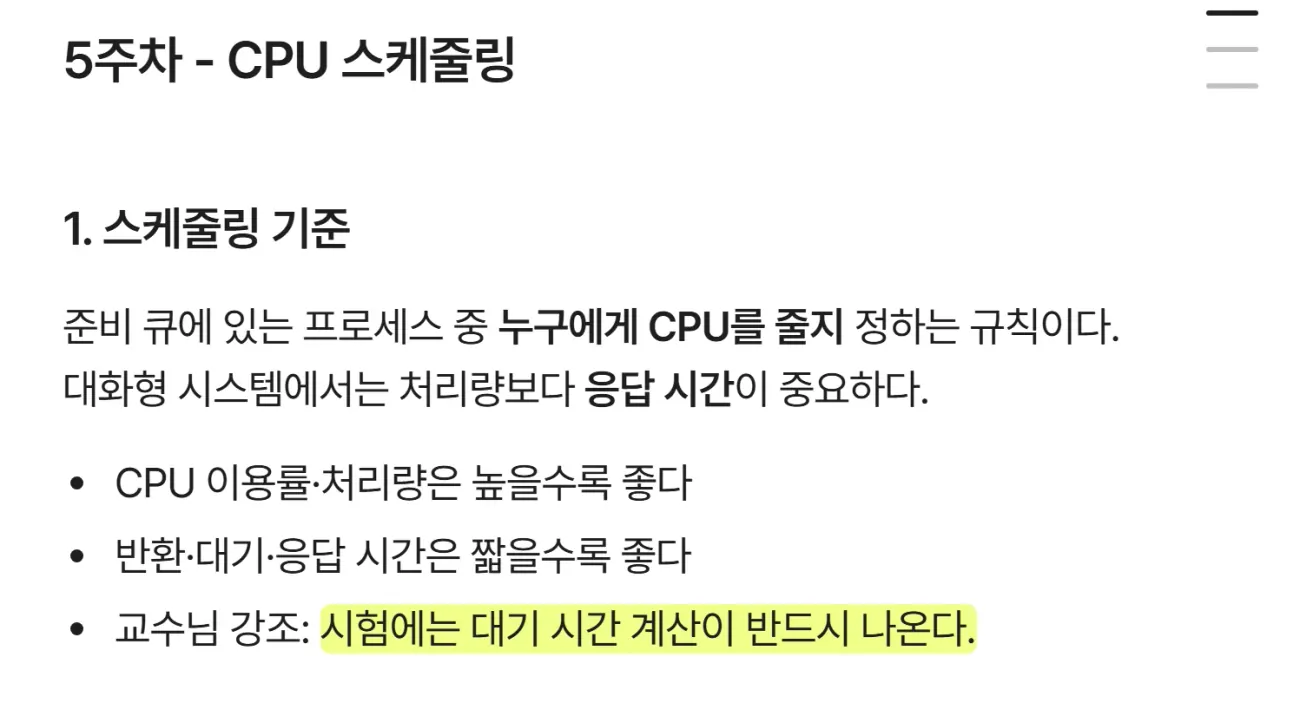 5주차 - CPU 스케줄링
1. 스케줄링 기준
준비 큐에 있는 프로세스 중 누구에게 CPU를 줄지 정하는 규칙이다.
대화형 시스템에서는 처리량보다 응답 시간이 중요하다.
• CPU 이용률·처리량은 높을수록 좋다
• 반환·대기·응답 시간은 짧을수록 좋다
• 교수님 강조: 시험에는 대기 시간 계산이 반드시 나온다.